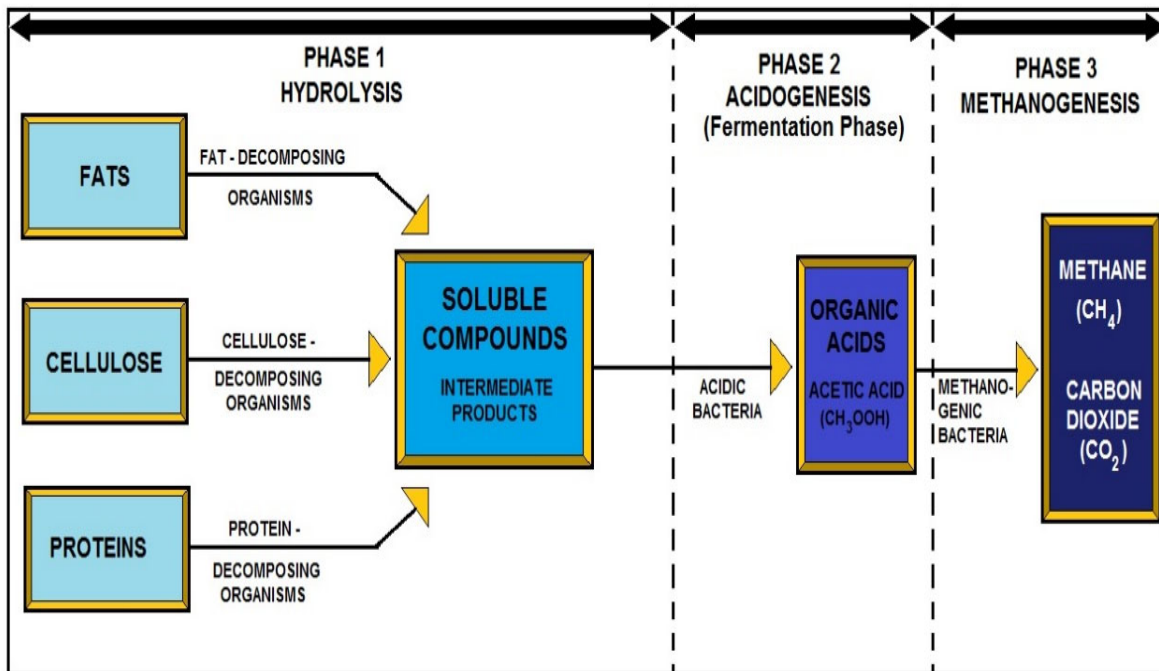 PHASE 1
HYDROLYSIS
PHASE 2
ACIDOGENESIS
(Fermentation Phase)
PHASE 3
METHANOGENESIS
FATS
FAT - DECOMPOSING
ORGANISMS
CELLULOSE
CELLULOSE -
DECOMPOSING
ORGANISMS
PROTEINS
PROTEIN -
DECOMPOSING
ORGANISMS
SOLUBLE
COMPOUNDS
INTERMEDIATE
PRODUCTS
ACIDIC
BACTERIA
ORGANIC
ACIDS
ACETIC ACID
(CH₃OOH)
METHANO-
GENIC
BACTERIA
METHANE
(CH₄)
CARBON
DIOXIDE
(CO₂)